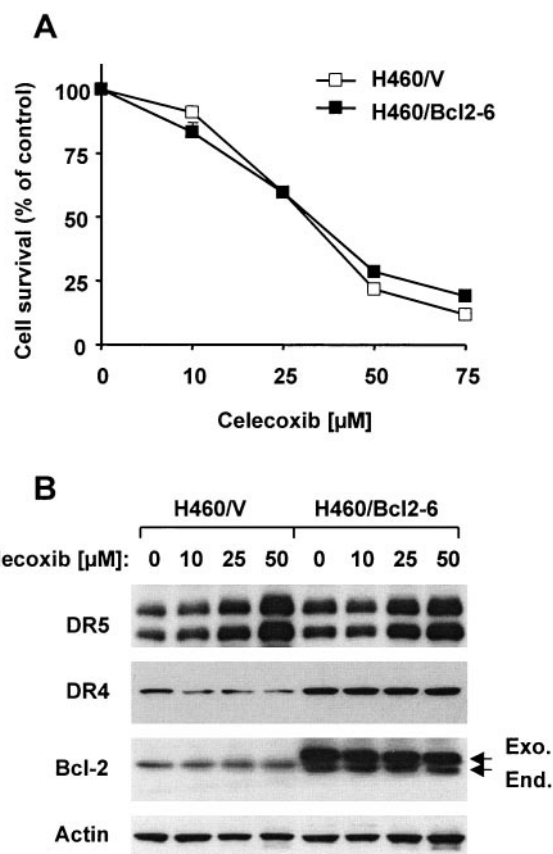 A
H460/V
H460/Bcl2-6
Cell survival (% of control)
100
75
50
25
0
0 10 25 50 75
Celecoxib [µM]
B
H460/V H460/Bcl2-6
lecoxib [µM]: 0 10 25 50 0 10 25 50
DR5
DR4
Bcl-2
Exo.
End.
Actin